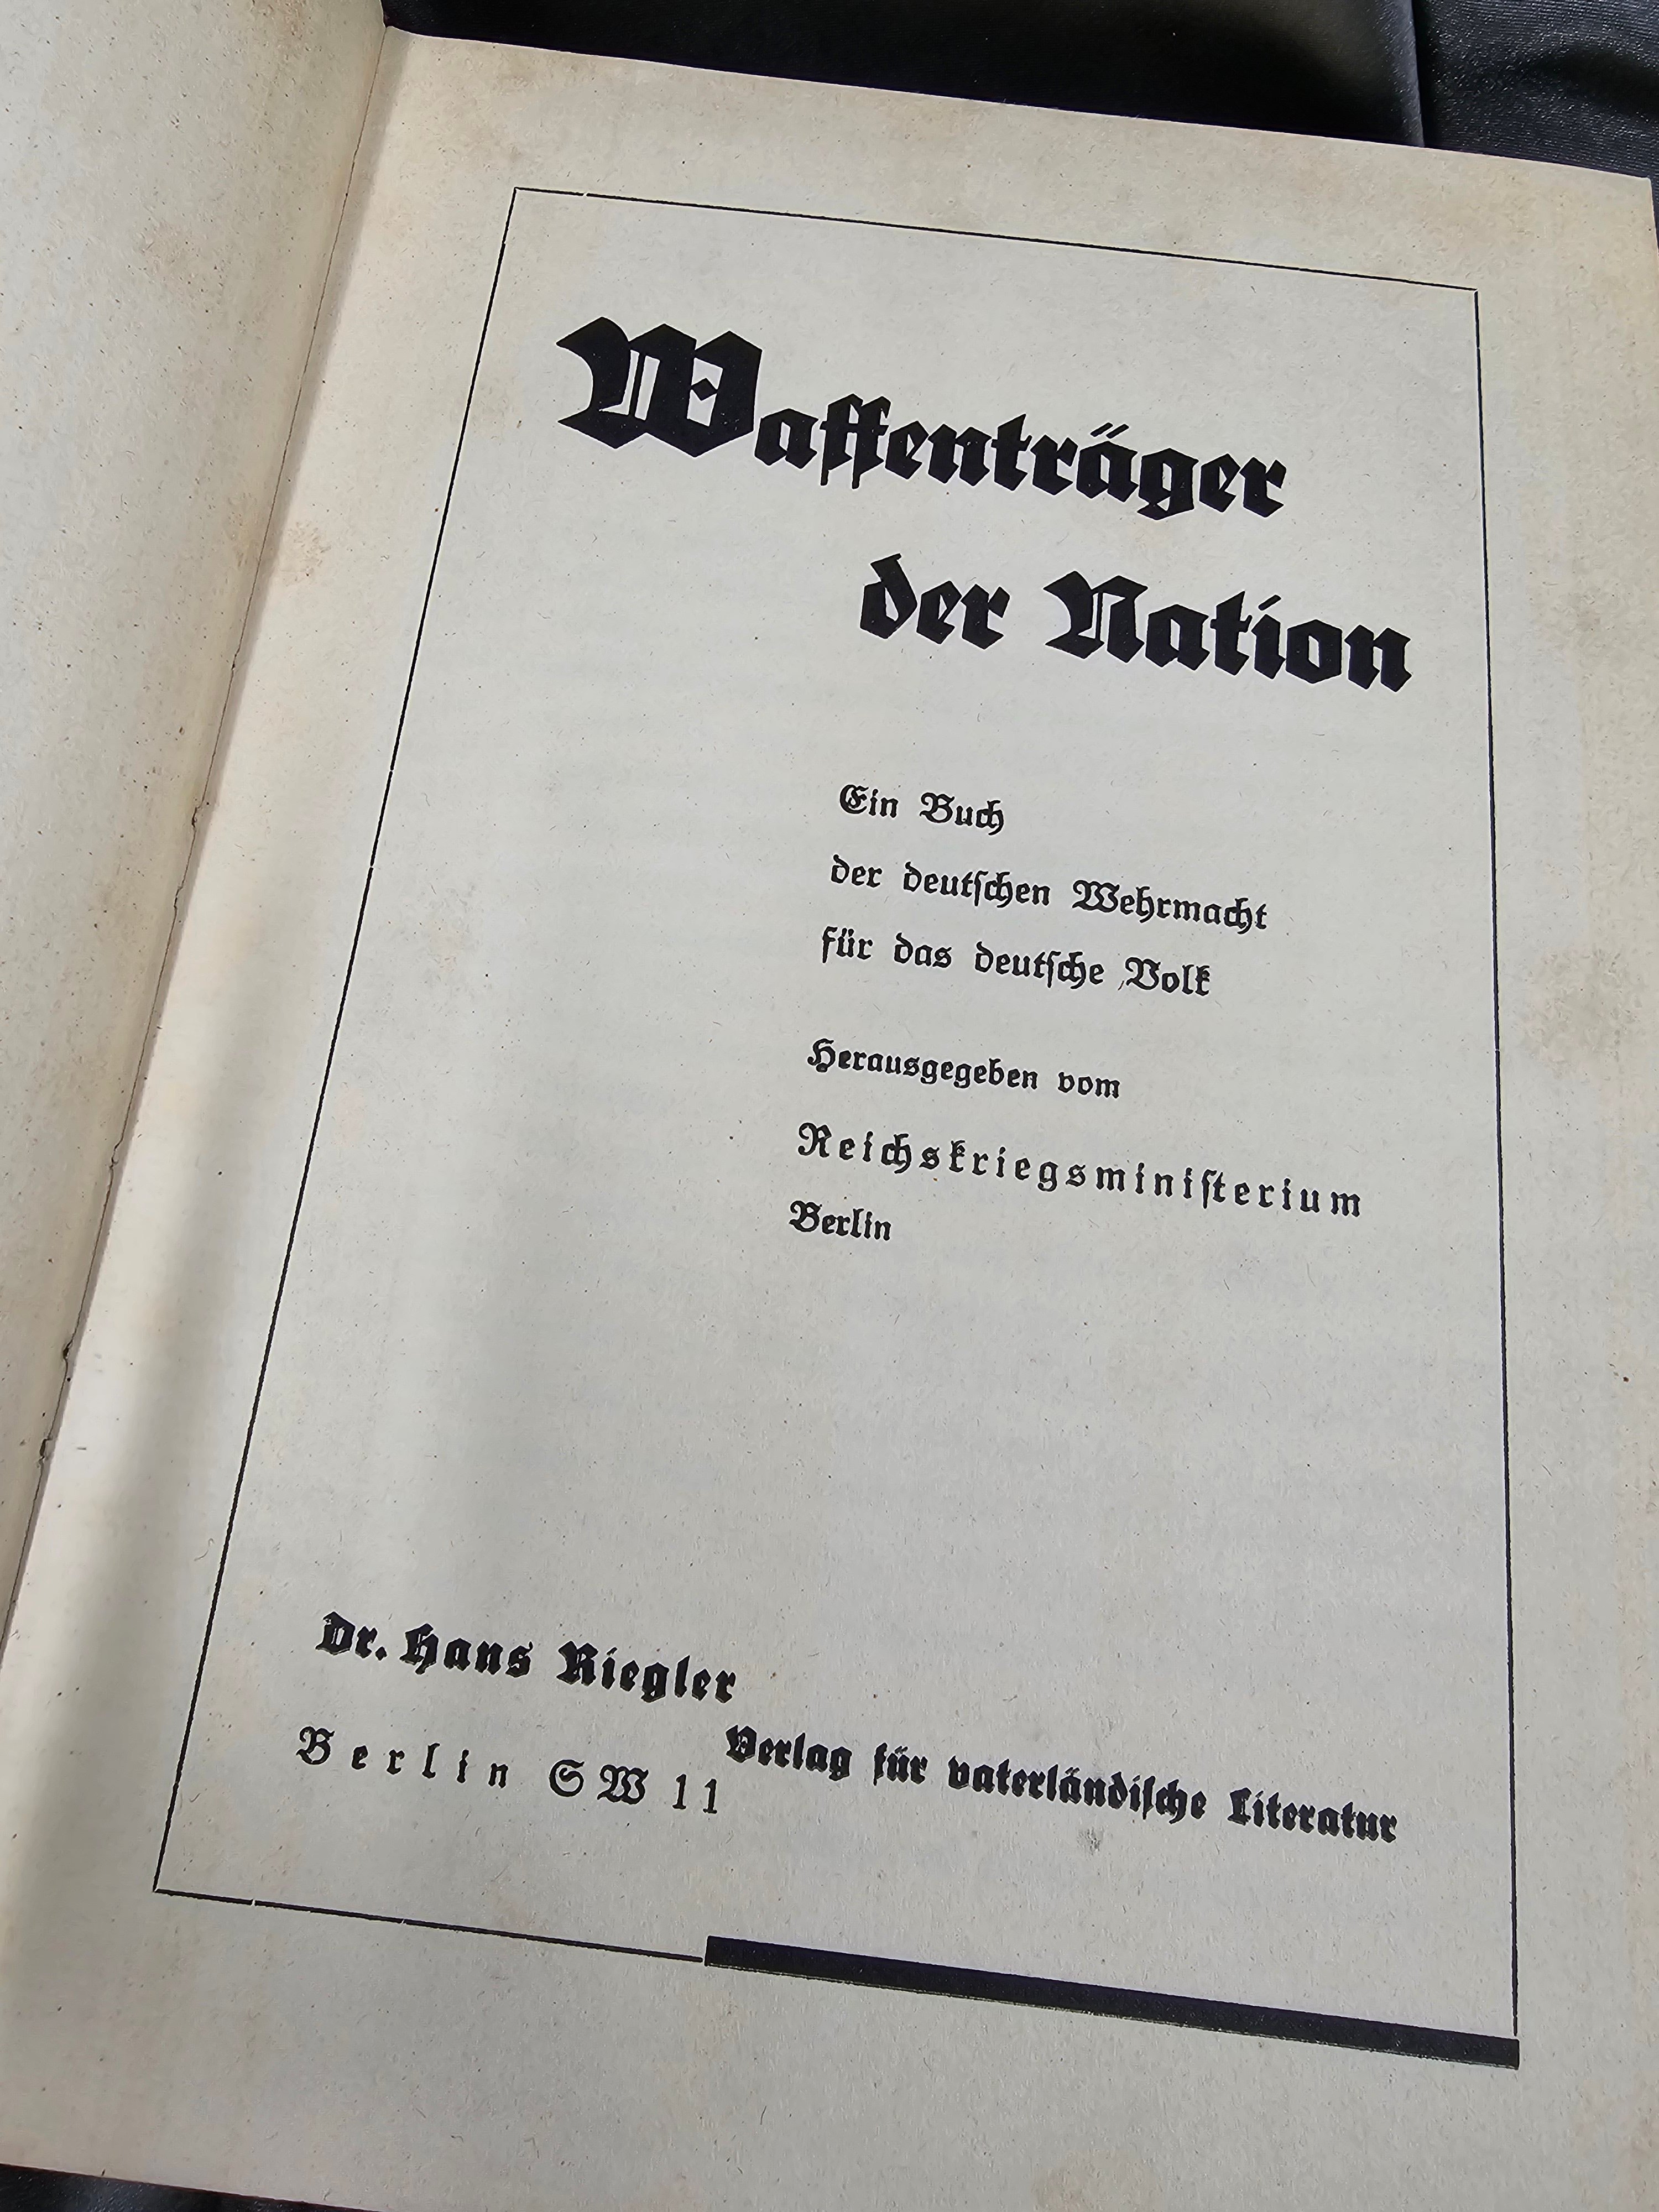 Waffenträger
der Nation
Ein Buch
der deutschen Wehrmacht
für das deutsche Volk
Herausgegeben vom
Reichskriegsministerium
Berlin
Dr. Hans Riegler
Verlag für vaterländische Literatur
Berlin SW 11